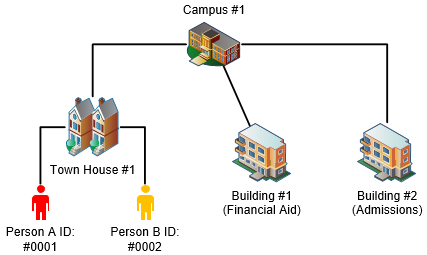 Campus #1
Town House #1
Building #1
(Financial Aid)
Building #2
(Admissions)
Person A ID:
#0001
Person B ID:
#0002